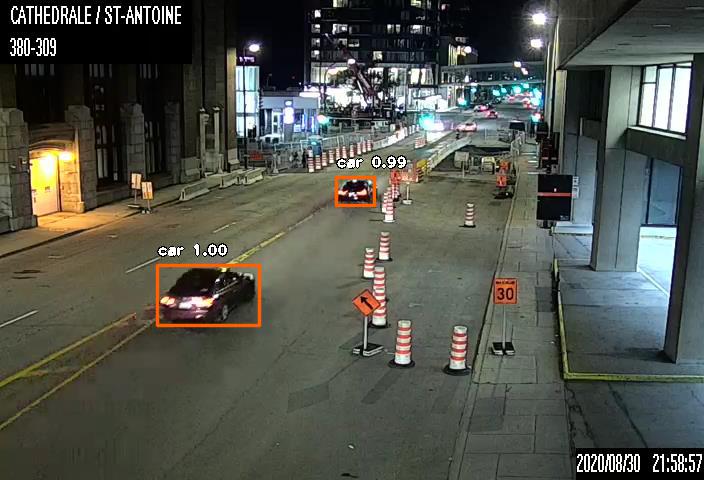 CATHEDRALE / ST-ANTOINE
380-309
car 0.99
car 1.00
30
2020/08/30 21:58:57